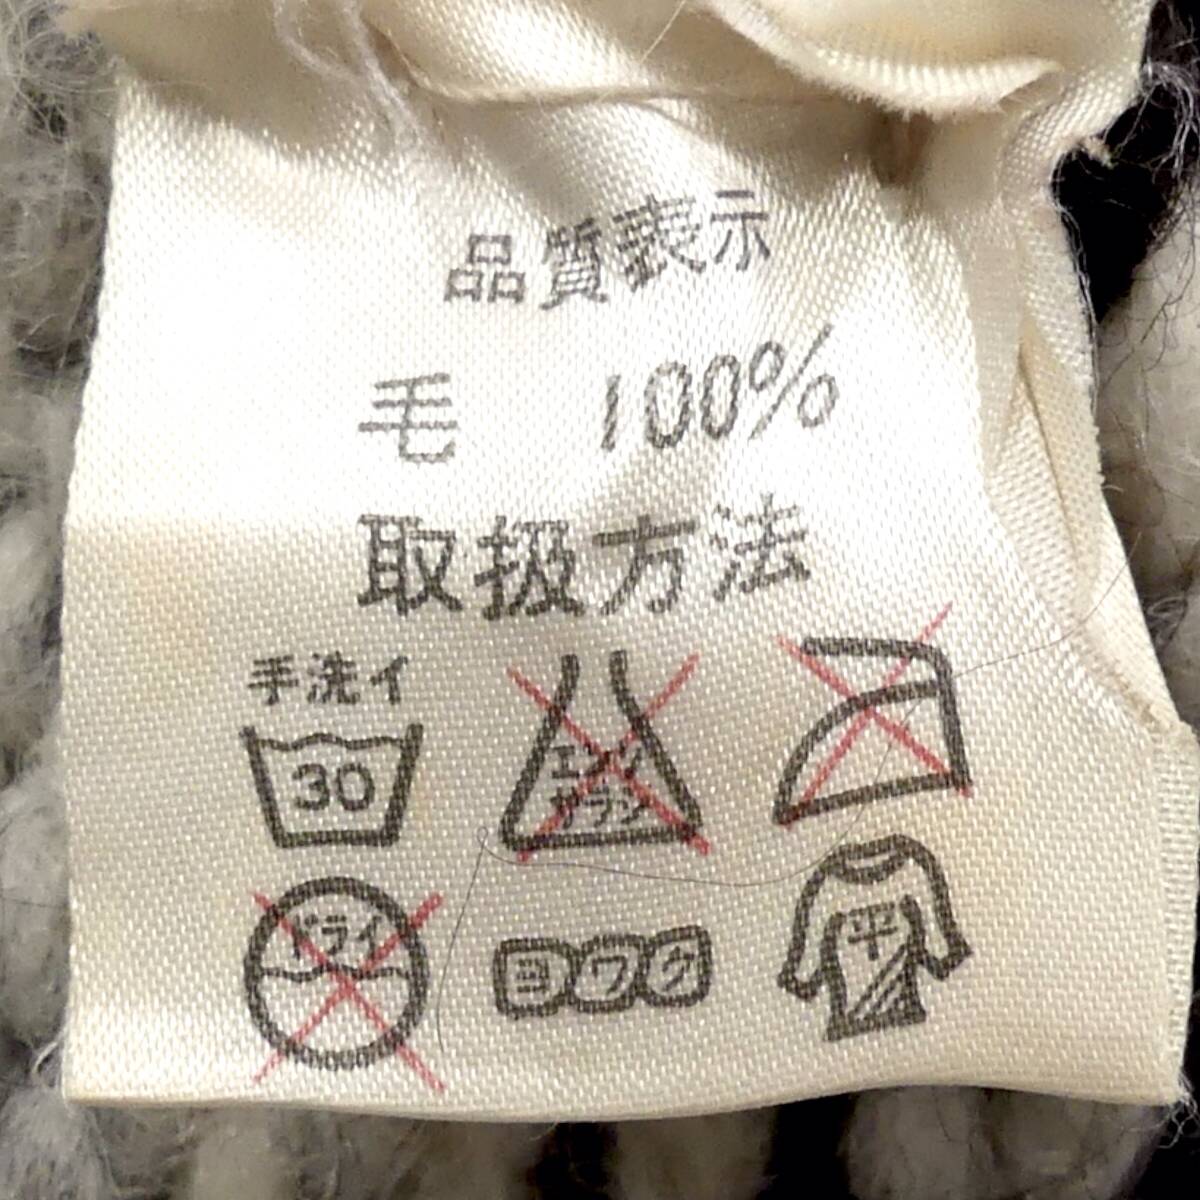 品質表示
毛 100%
取扱方法
手洗イ
30
エンソ
サラシ
ドライ
ヨワク
平